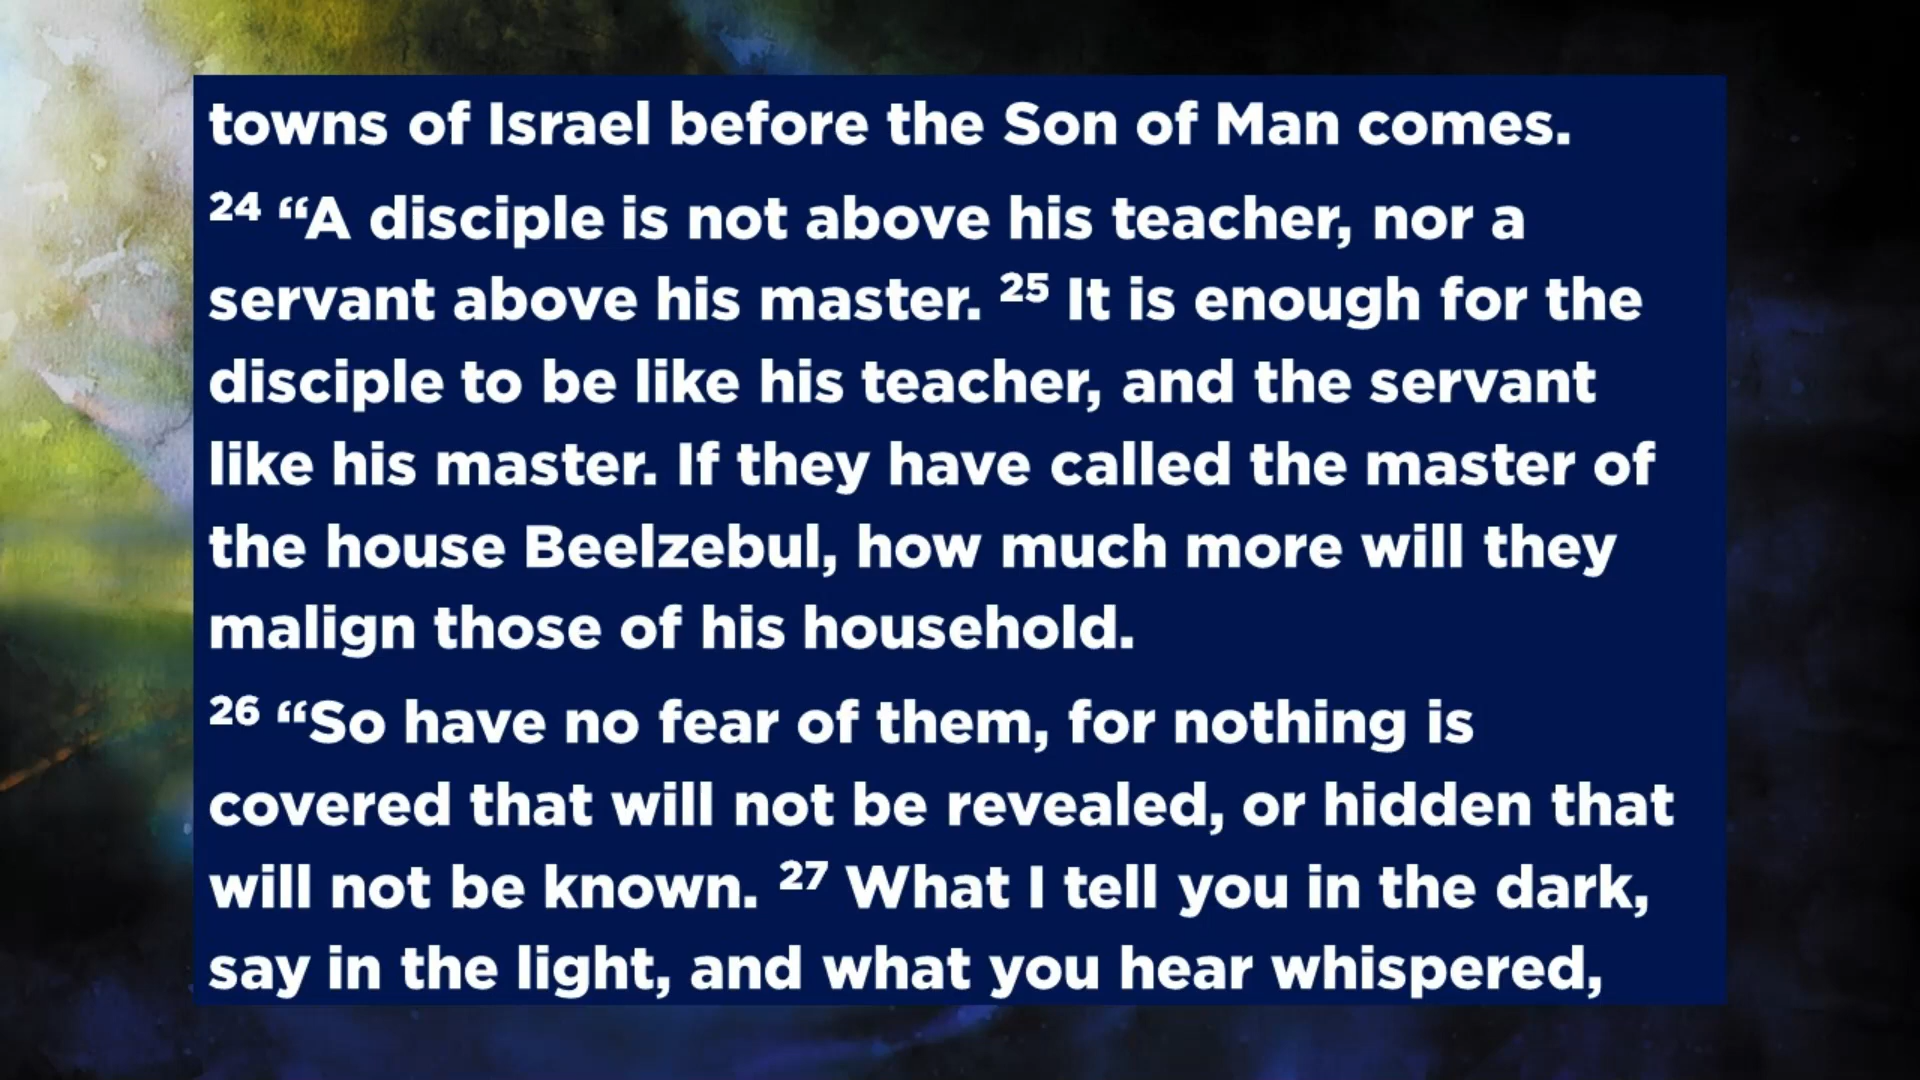 towns of Israel before the Son of Man comes.
24 “A disciple is not above his teacher, nor a
servant above his master. 25 It is enough for the
disciple to be like his teacher, and the servant
like his master. If they have called the master of
the house Beelzebul, how much more will they
malign those of his household.
26 “So have no fear of them, for nothing is
covered that will not be revealed, or hidden that
will not be known. 27 What I tell you in the dark,
say in the light, and what you hear whispered,